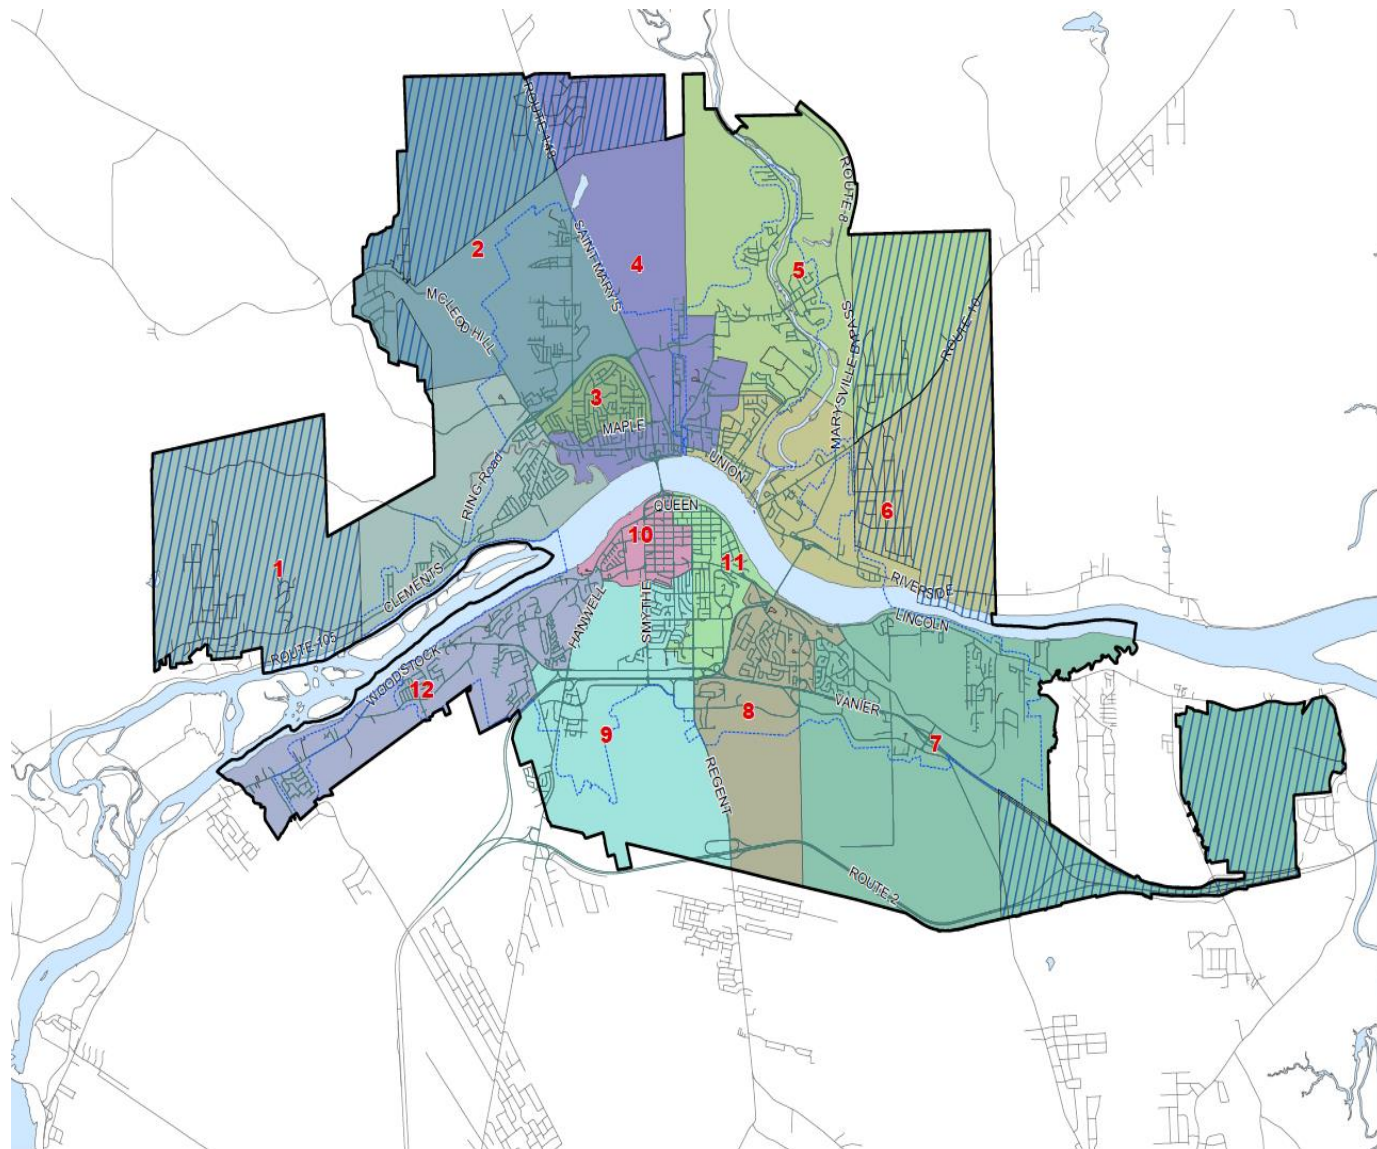 ROUTE 148
ROUTE 8
2
4
5
SAINT MARY'S
MCLEOD HILL
ROUTE 10
MARYSVILLE BYPASS
3
MAPLE
UNION
RING Road
QUEEN
6
10
11
1
CLEMENTS
HANWELL
SMYTHE
RIVERSIDE
LINCOLN
ROUTE 105
WOODSTOCK
12
9
8
VANIER
7
REGENT
ROUTE 2